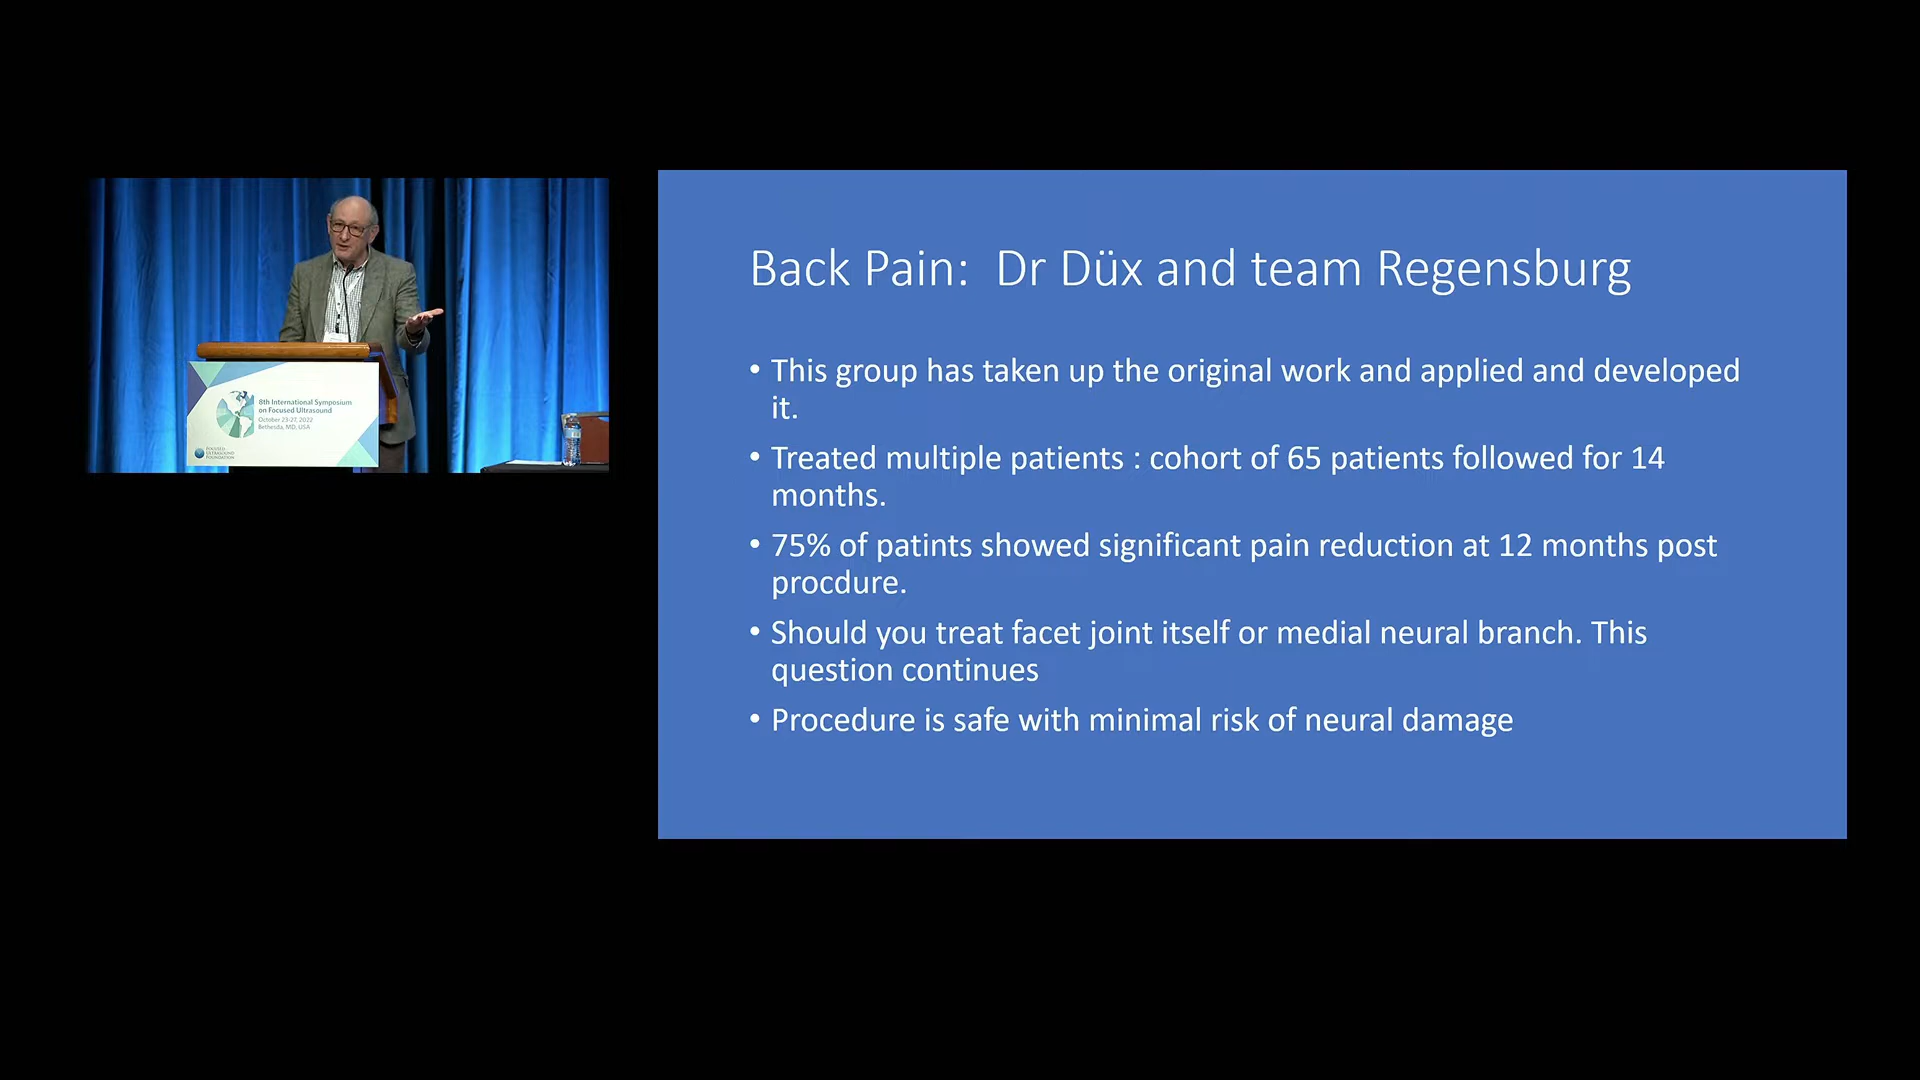 8th International Symposium
on Focused Ultrasound
October 23-27, 2022
Bethesda, MD, USA
FOCUSED
ULTRASOUND
FOUNDATION
Back Pain:  Dr Düx and team Regensburg
• This group has taken up the original work and applied and developed
it.
• Treated multiple patients : cohort of 65 patients followed for 14
months.
• 75% of patints showed significant pain reduction at 12 months post
procdure.
• Should you treat facet joint itself or medial neural branch. This
question continues
• Procedure is safe with minimal risk of neural damage